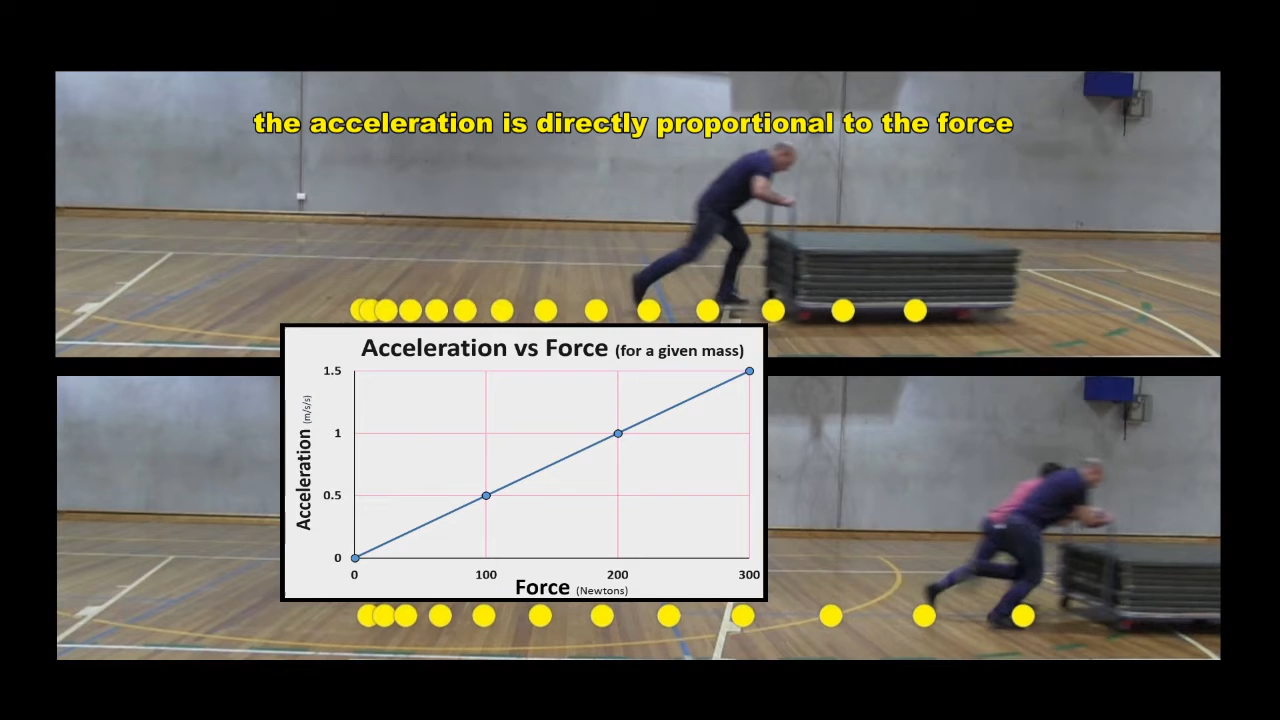 the acceleration is directly proportional to the force
Acceleration vs Force (for a given mass)
1.5
1
0.5
0
Acceleration (m/s/s)
0 100 200 300
Force (Newtons)